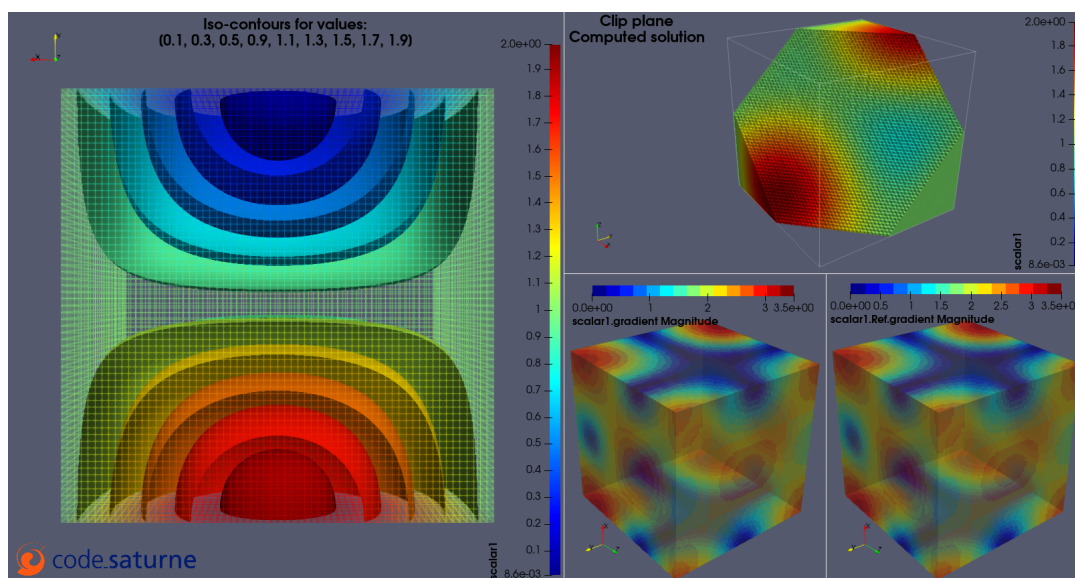 Iso-contours for values:
(0.1, 0.3, 0.5, 0.9, 1.1, 1.3, 1.5, 1.7, 1.9)
2.0e+00
1.9
1.8
1.7
1.6
1.5
1.4
1.3
1.2
1.1
1
0.9
0.8
0.7
0.6
0.5
0.4
0.3
0.2
0.1
8.6e-03
scalar1
code_saturne
Clip plane
Computed solution
2.0e+00
1.8
1.6
1.4
1.2
1
0.8
0.6
0.4
0.2
8.6e-03
scalar1
0.0e+00 1 2 3 3.5e+00
scalar1.gradient Magnitude
0.0e+00 0.5 1 1.5 2 2.5 3 3.5e+00
scalar1.Ref.gradient Magnitude